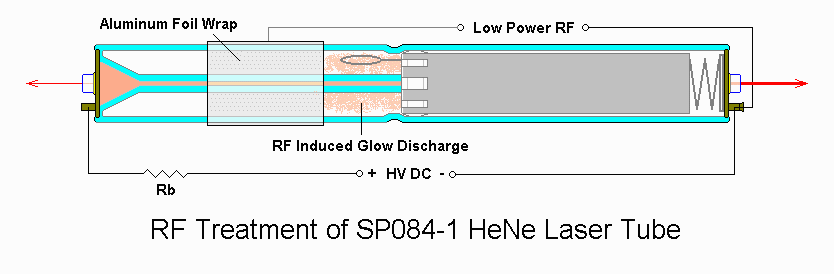 Aluminum Foil Wrap
Low Power RF
RF Induced Glow Discharge
Rb
+ HV DC -
RF Treatment of SP084-1 HeNe Laser Tube